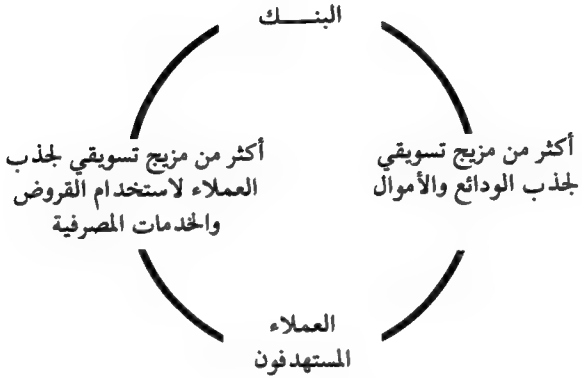 البنــــك
أكثر من مزيج تسويقي
لجذب الودائع والأموال
أكثر من مزيج تسويقي لجذب
العملاء لاستخدام القروض
والخدمات المصرفية
العملاء
المستهدفون